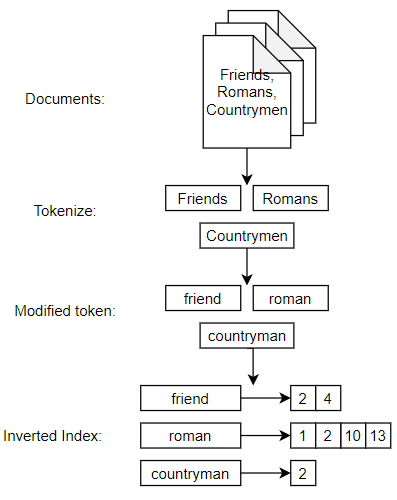 Friends,
Romans,
Countrymen
Documents:
Friends Romans
Tokenize:
Countrymen
friend roman
Modified token:
countryman
friend 2 4
Inverted Index: roman 1 2 10 13
countryman 2